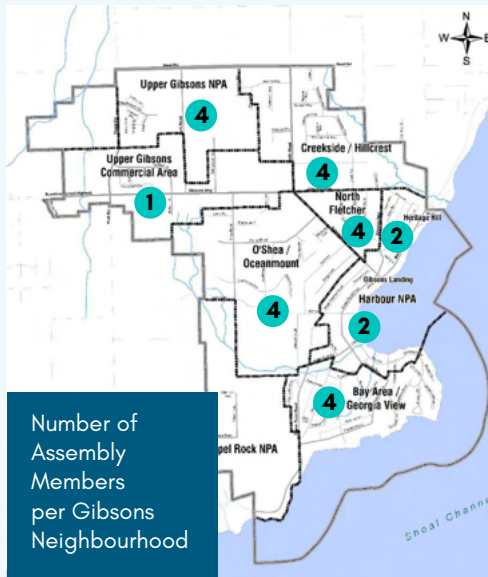 N
W E
S
Upper Gibsons NPA
4
Creekside / Hillcrest
4
Upper Gibsons
Commercial Area
1
North
Fletcher
4
2
Heritage Hill
O'Shea /
Oceanmount
4
Gibsons Landing
Harbour NPA
2
Bay Area /
Georgia View
4
pel Rock NPA
Shoal Channe
Number of
Assembly
Members
per Gibsons
Neighbourhood